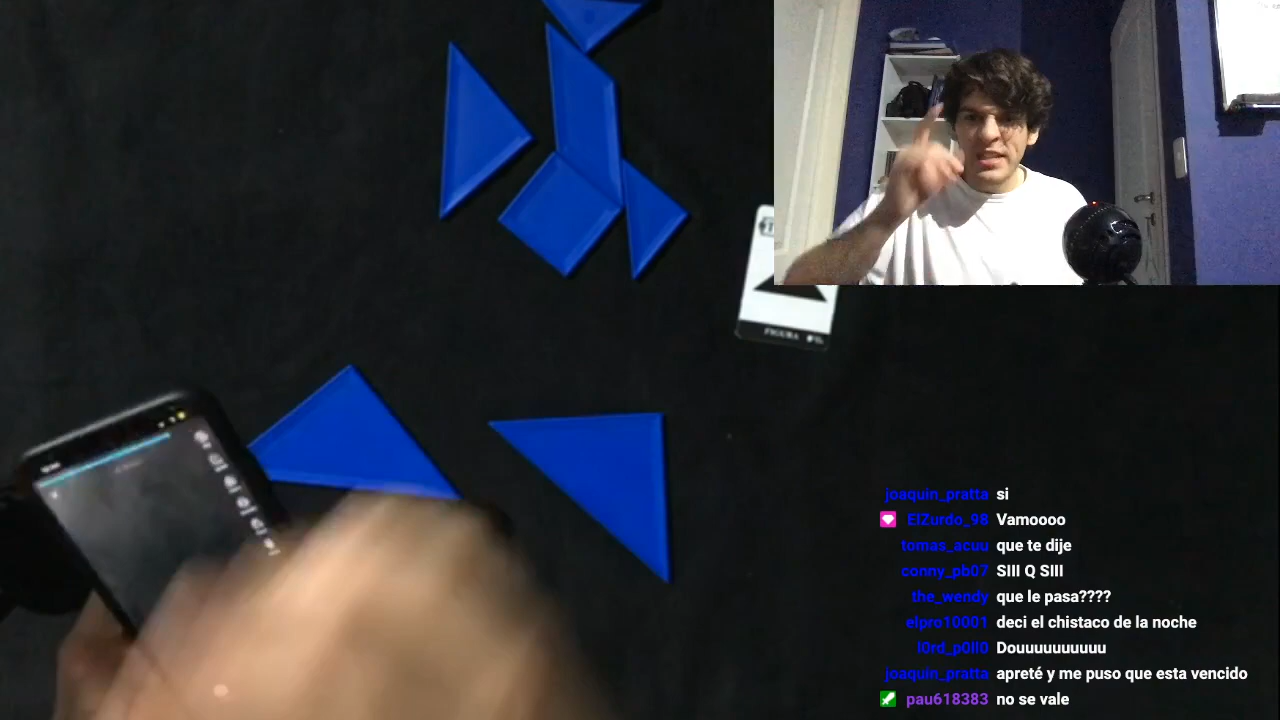 FIGURA
joaquin_pratta si
ElZurdo_98 Vamoooo
tomas_acuu que te dije
conny_pb07 SIII Q SIII
the_wendy que le pasa????
elpro10001 deci el chistaco de la noche
l0rd_p0ll0 Douuuuuuuuuu
joaquin_pratta apreté y me puso que esta vencido
pau618383 no se vale